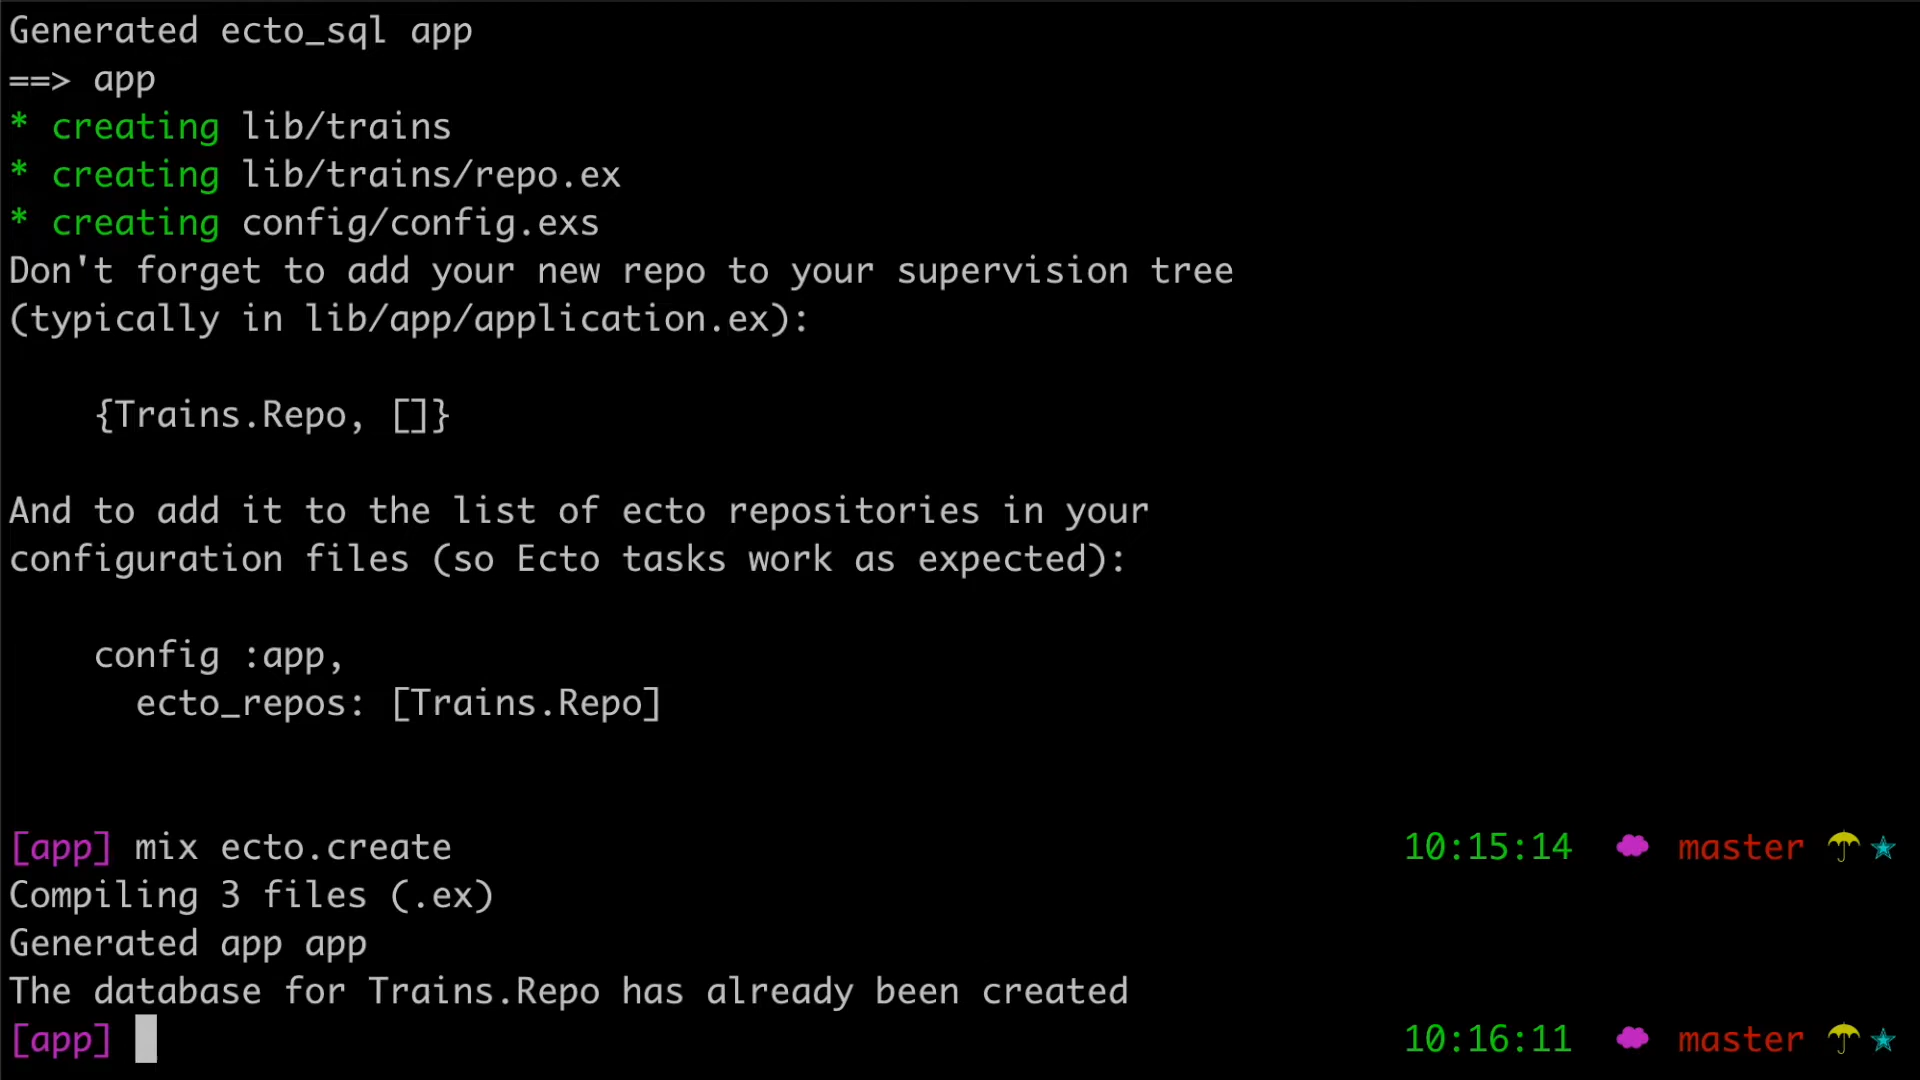 Generated ecto_sql app
==> app
* creating lib/trains
* creating lib/trains/repo.ex
* creating config/config.exs
Don't forget to add your new repo to your supervision tree
(typically in lib/app/application.ex):
{Trains.Repo, []}
And to add it to the list of ecto repositories in your
configuration files (so Ecto tasks work as expected):
config :app,
ecto_repos: [Trains.Repo]
[app] mix ecto.create 10:15:14 master
Compiling 3 files (.ex)
Generated app app
The database for Trains.Repo has already been created
[app] 10:16:11 master